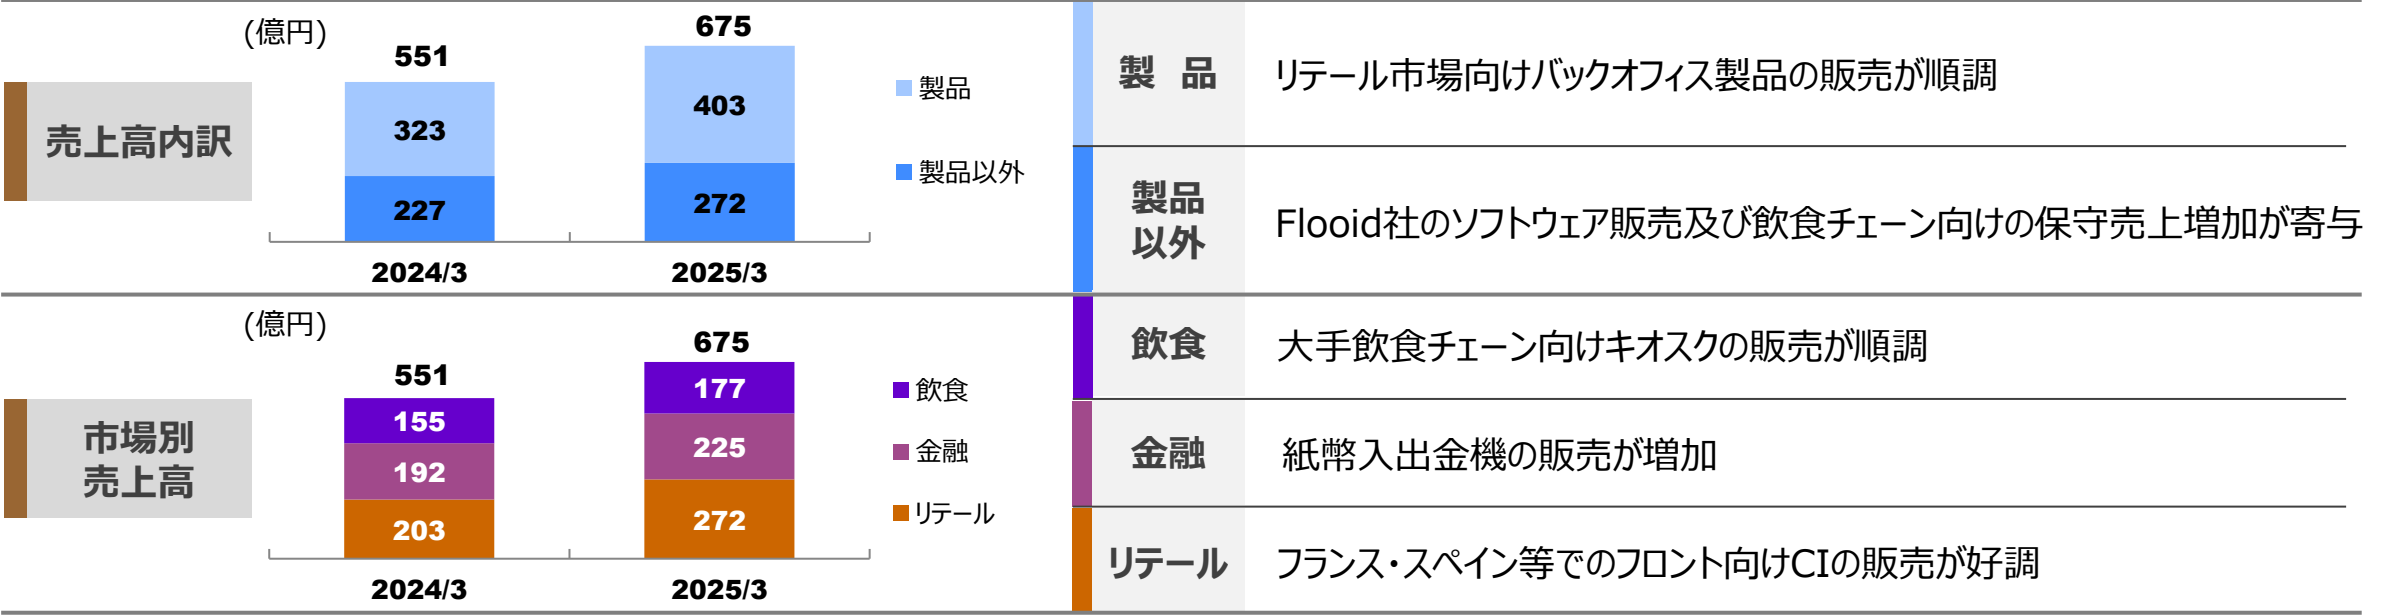 売上高内訳
(億円)
551
675
323
403
227
272
2024/3
2025/3
製品
製品以外
製 品
リテール市場向けバックオフィス製品の販売が順調
製品
以外
Flooid社のソフトウェア販売及び飲食チェーン向けの保守売上増加が寄与
市場別
売上高
(億円)
551
675
155
177
192
225
203
272
2024/3
2025/3
飲食
金融
リテール
飲食
大手飲食チェーン向けキオスクの販売が順調
金融
紙幣入出金機の販売が増加
リテール
フランス・スペイン等でのフロント向けCIの販売が好調